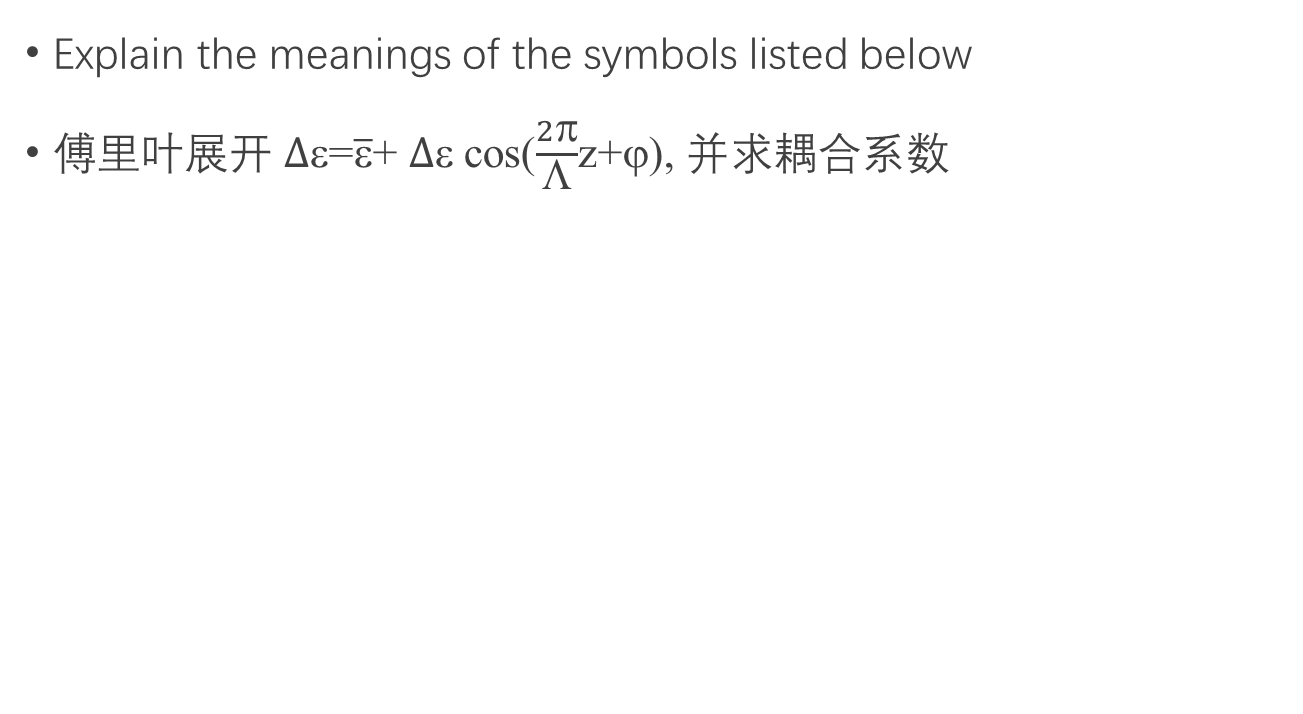 • Explain the meanings of the symbols listed below
• 傅里叶展开 Δε=ε̅+ Δε cos(\frac{2π}{Λ}z+φ), 并求耦合系数